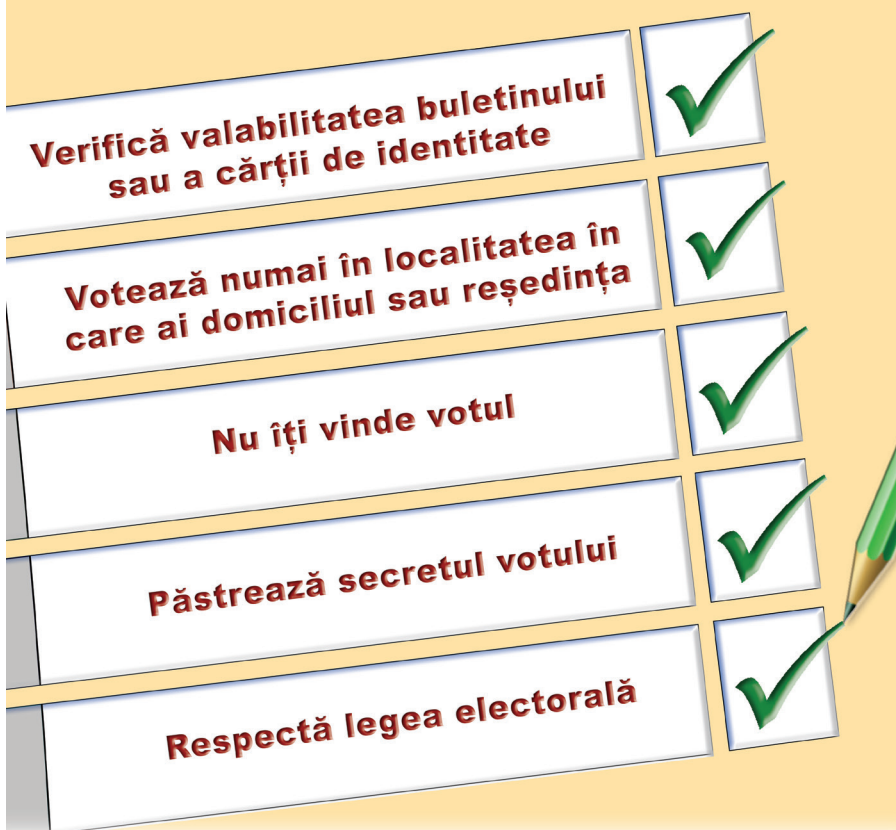 Verifică valabilitatea buletinului
sau a cărții de identitate
Votează numai în localitatea în
care ai domiciliul sau reședința
Nu îți vinde votul
Păstrează secretul votului
Respectă legea electorală